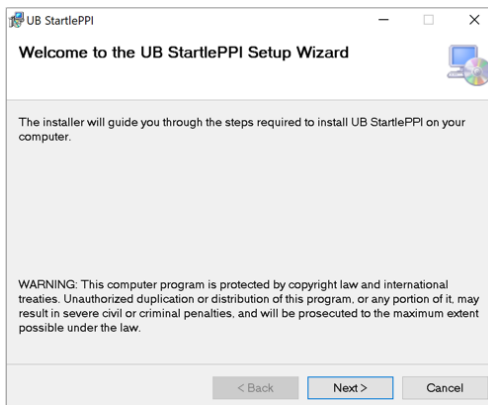 UB StartlePPI
Welcome to the UB StartlePPI Setup Wizard
The installer will guide you through the steps required to install UB StartlePPI on your
computer.
WARNING: This computer program is protected by copyright law and international
treaties. Unauthorized duplication or distribution of this program, or any portion of it, may
result in severe civil or criminal penalties, and will be prosecuted to the maximum extent
possible under the law.
< Back
Next >
Cancel